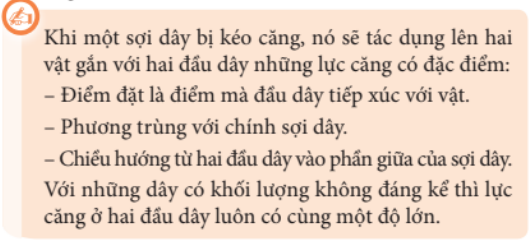 Khi một sợi dây bị kéo căng, nó sẽ tác dụng lên hai
vật gắn với hai đầu dây những lực căng có đặc điểm:
– Điểm đặt là điểm mà đầu dây tiếp xúc với vật.
– Phương trùng với chính sợi dây.
– Chiều hướng từ hai đầu dây vào phần giữa của sợi dây.
Với những dây có khối lượng không đáng kể thì lực
căng ở hai đầu dây luôn có cùng một độ lớn.